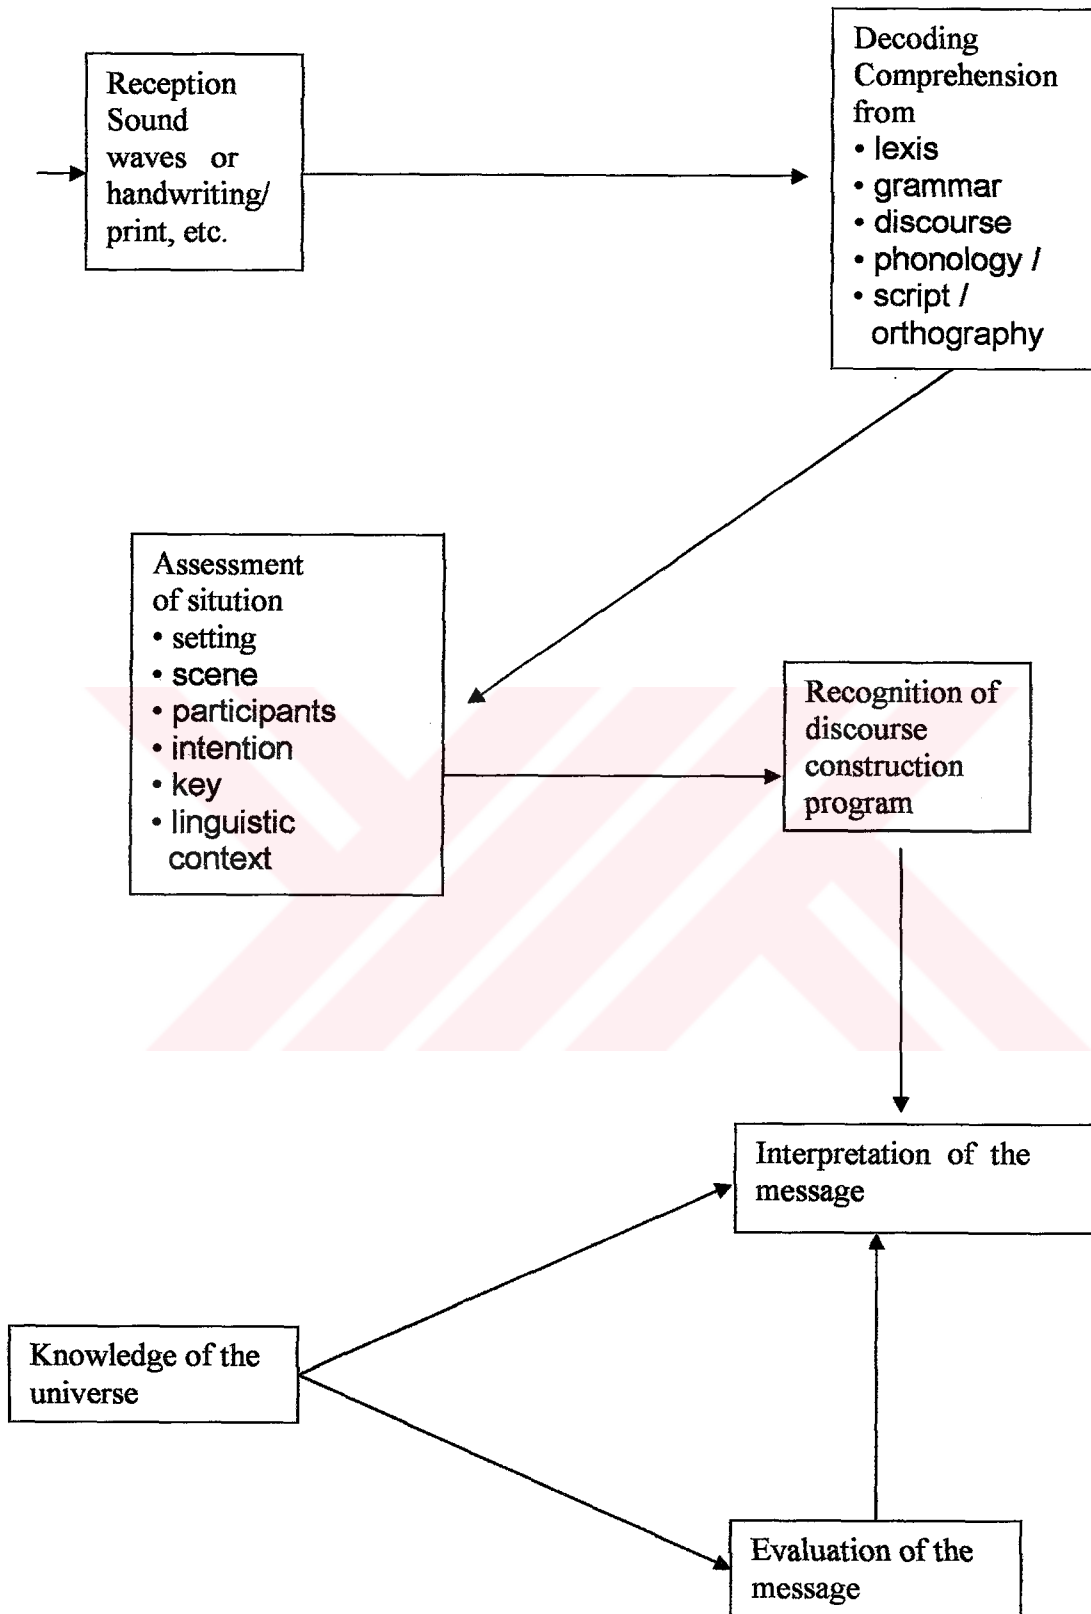 Reception
Sound
waves or
handwriting/
print, etc.
Decoding
Comprehension
from
• lexis
• grammar
• discourse
• phonology /
• script /
orthography
Assessment
of sitution
• setting
• scene
• participants
• intention
• key
• linguistic
context
Recognition of
discourse
construction
program
Interpretation of the
message
Knowledge of the
universe
Evaluation of the
message